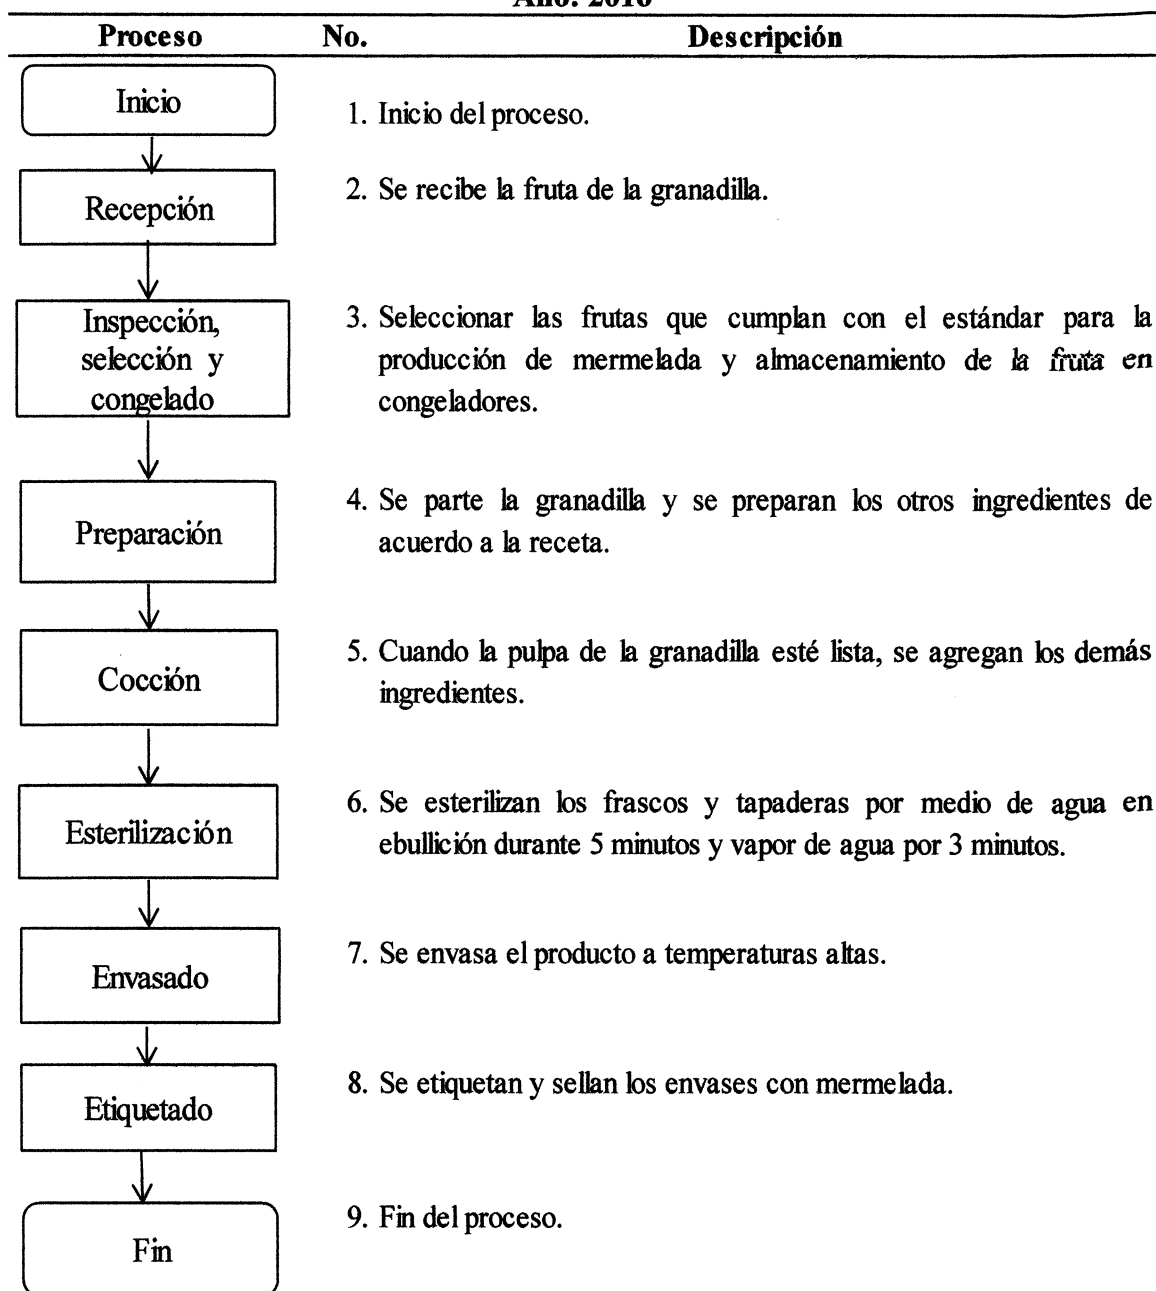 Proceso No. Descripción
Inicio
1. Inicio del proceso.
Recepción
2. Se recibe la fruta de la granadilla.
Inspección,
selección y
congelado
3. Seleccionar las frutas que cumplan con el estándar para la
producción de mermelada y almacenamiento de la fruta en
congeladores.
Preparación
4. Se parte la granadilla y se preparan los otros ingredientes de
acuerdo a la receta.
Cocción
5. Cuando la pulpa de la granadilla esté lista, se agregan los demás
ingredientes.
Esterilización
6. Se esterilizan los frascos y tapaderas por medio de agua en
ebullición durante 5 minutos y vapor de agua por 3 minutos.
Envasado
7. Se envasa el producto a temperaturas altas.
Etiquetado
8. Se etiquetan y sellan los envases con mermelada.
Fin
9. Fin del proceso.